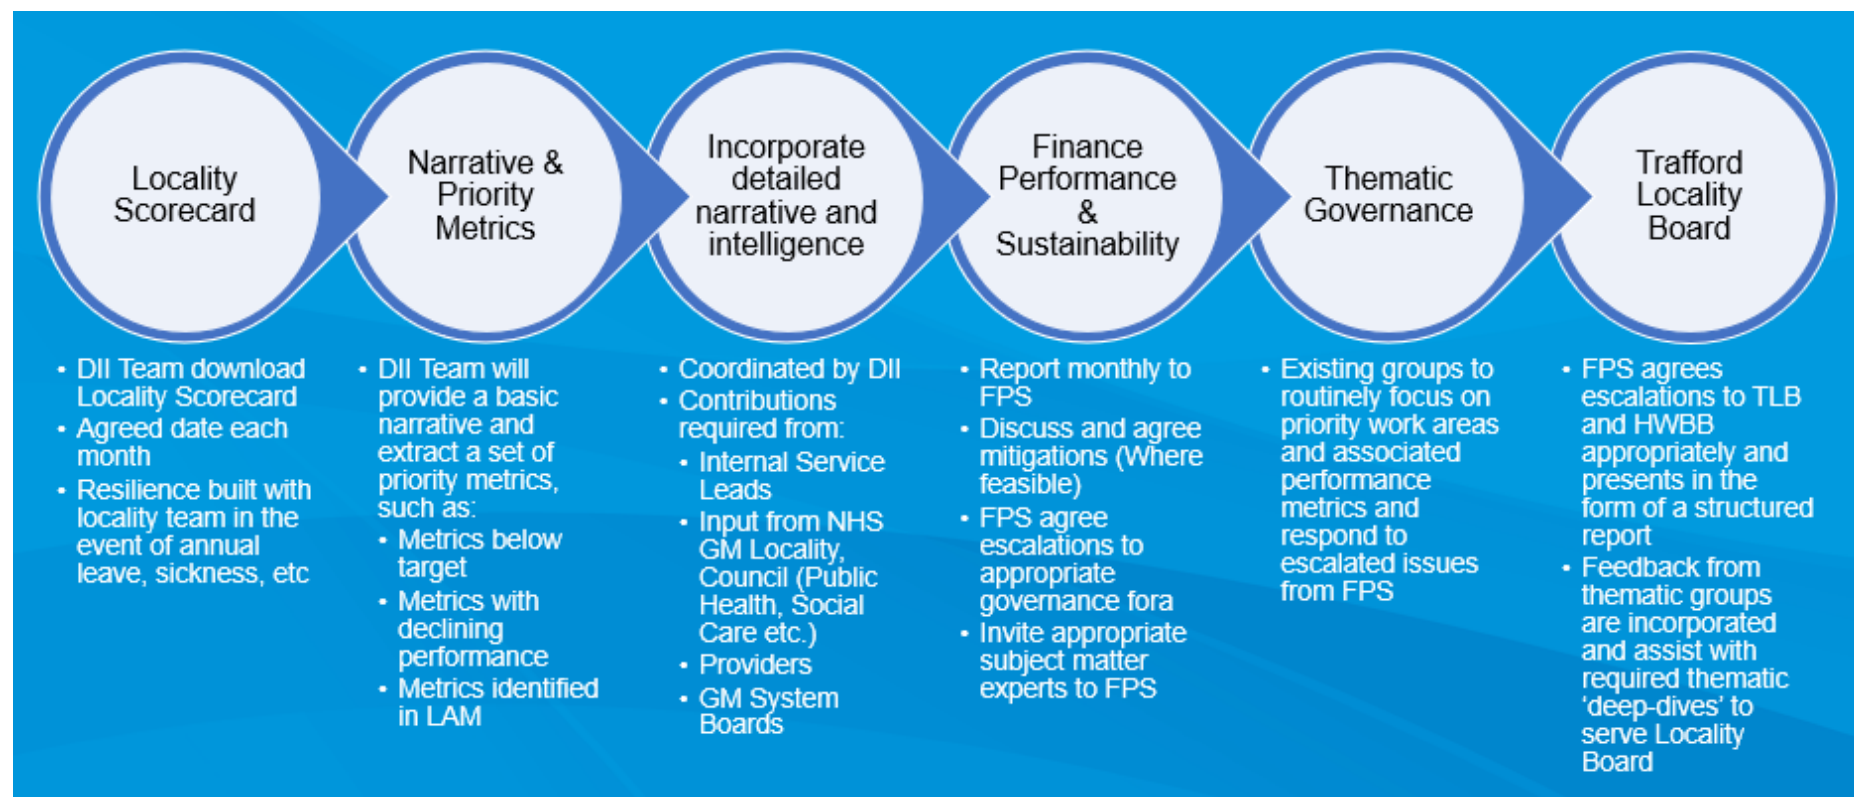 Locality
Scorecard
• DII Team download
Locality Scorecard
• Agreed date each
month
• Resilience built with
locality team in the
event of annual
leave, sickness, etc
Narrative &
Priority
Metrics
• DII Team will
provide a basic
narrative and
extract a set of
priority metrics,
such as:
• Metrics below
target
• Metrics with
declining
performance
• Metrics identified
in LAM
Incorporate
detailed
narrative and
intelligence
• Coordinated by DII
• Contributions
required from:
• Internal Service
Leads
• Input from NHS
GM Locality,
Council (Public
Health, Social
Care etc.)
• Providers
• GM System
Boards
Finance
Performance
&
Sustainability
• Report monthly to
FPS
• Discuss and agree
mitigations (Where
feasible)
• FPS agree
escalations to
appropriate
governance fora
• Invite appropriate
subject matter
experts to FPS
Thematic
Governance
• Existing groups to
routinely focus on
priority work areas
and associated
performance
metrics and
respond to
escalated issues
from FPS
Trafford
Locality
Board
• FPS agrees
escalations to TLB
and HWBB
appropriately and
presents in the
form of a structured
report
• Feedback from
thematic groups
are incorporated
and assist with
required thematic
‘deep-dives’ to
serve Locality
Board